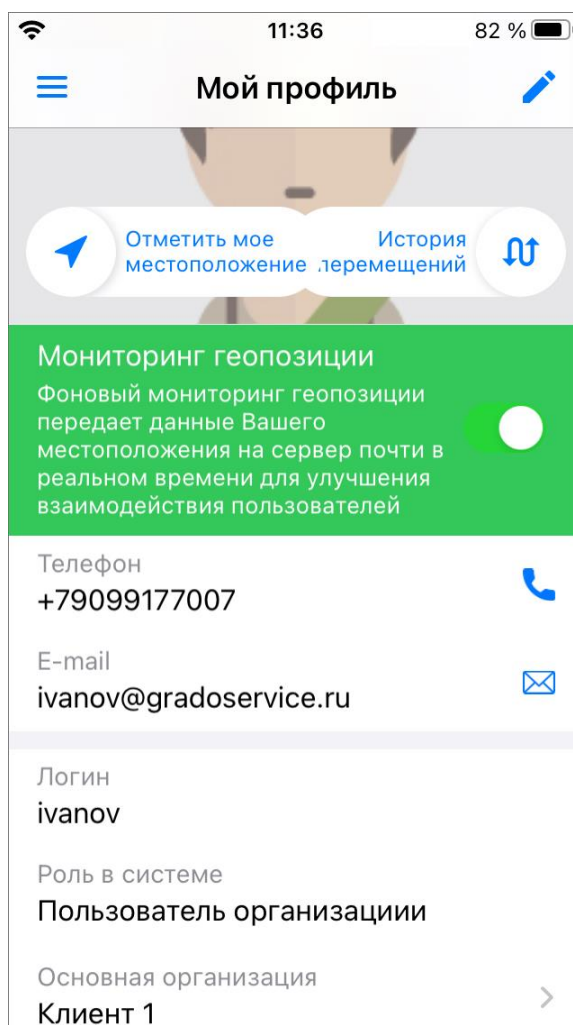 11:36
82 %
Мой профиль
Отметить мое
местоположение
История
перемещений
Мониторинг геопозиции
Фоновый мониторинг геопозиции
передает данные Вашего
местоположения на сервер почти в
реальном времени для улучшения
взаимодействия пользователей
Телефон
+79099177007
E-mail
ivanov@gradoservice.ru
Логин
ivanov
Роль в системе
Пользователь организациии
Основная организация
Клиент 1